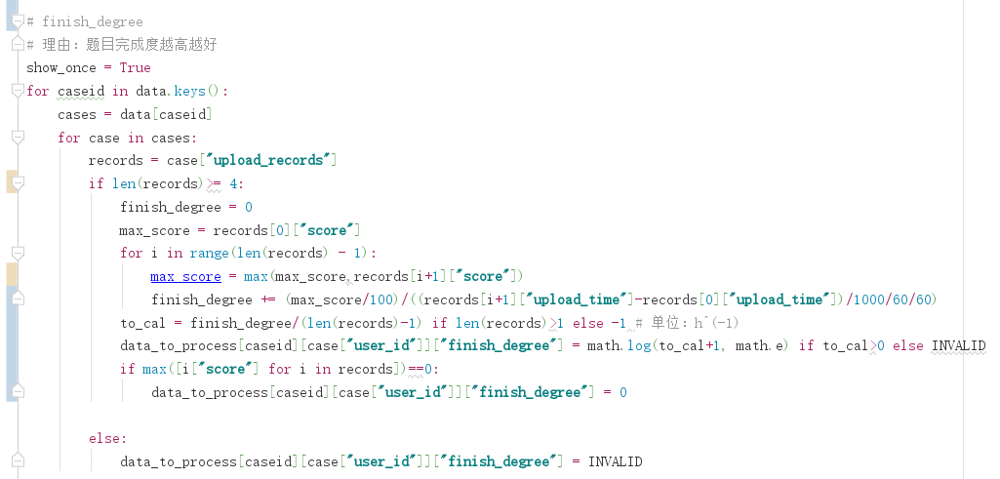 # finish_degree
# 理由：题目完成度越高越好
show_once = True
for caseid in data.keys():
    cases = data[caseid]
    for case in cases:
        records = case["upload_records"]
        if len(records)>= 4:
            finish_degree = 0
            max_score = records[0]["score"]
            for i in range(len(records) - 1):
                max_score = max(max_score,records[i+1]["score"])
                finish_degree += (max_score/100)/((records[i+1]["upload_time"]-records[0]["upload_time"])/1000/60/60)
            to_cal = finish_degree/(len(records)-1) if len(records)>1 else -1 # 单位：h^(-1)
            data_to_process[caseid][case["user_id"]]["finish_degree"] = math.log(to_cal+1, math.e) if to_cal>0 else INVALID
            if max([i["score"] for i in records])==0:
                data_to_process[caseid][case["user_id"]]["finish_degree"] = 0
        else:
            data_to_process[caseid][case["user_id"]]["finish_degree"] = INVALID